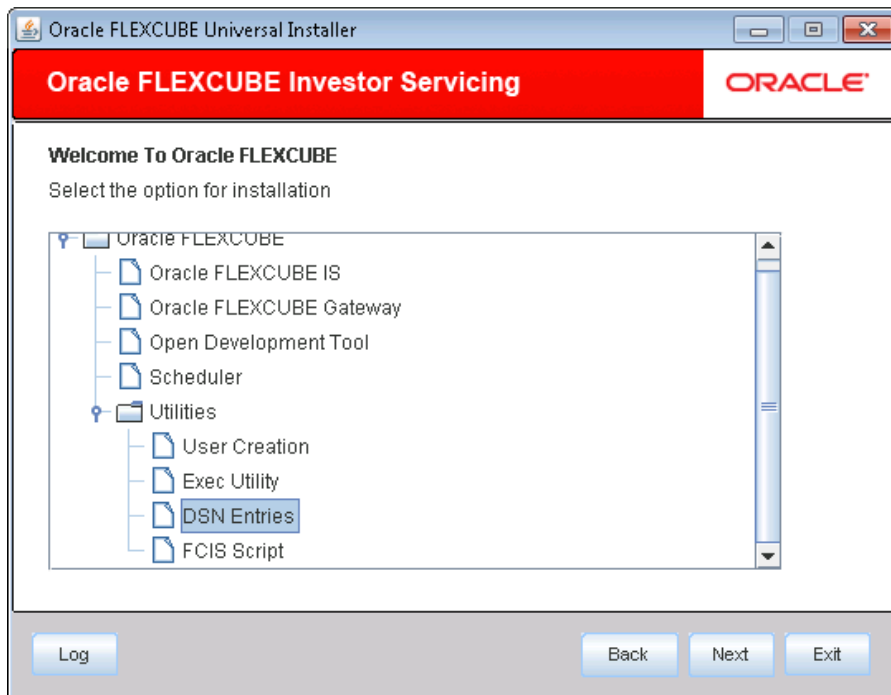 Oracle FLEXCUBE Universal Installer
Oracle FLEXCUBE Investor Servicing
ORACLE
Welcome To Oracle FLEXCUBE
Select the option for installation
Oracle FLEXCUBE
Oracle FLEXCUBE IS
Oracle FLEXCUBE Gateway
Open Development Tool
Scheduler
Utilities
User Creation
Exec Utility
DSN Entries
FCIS Script
Log Back Next Exit